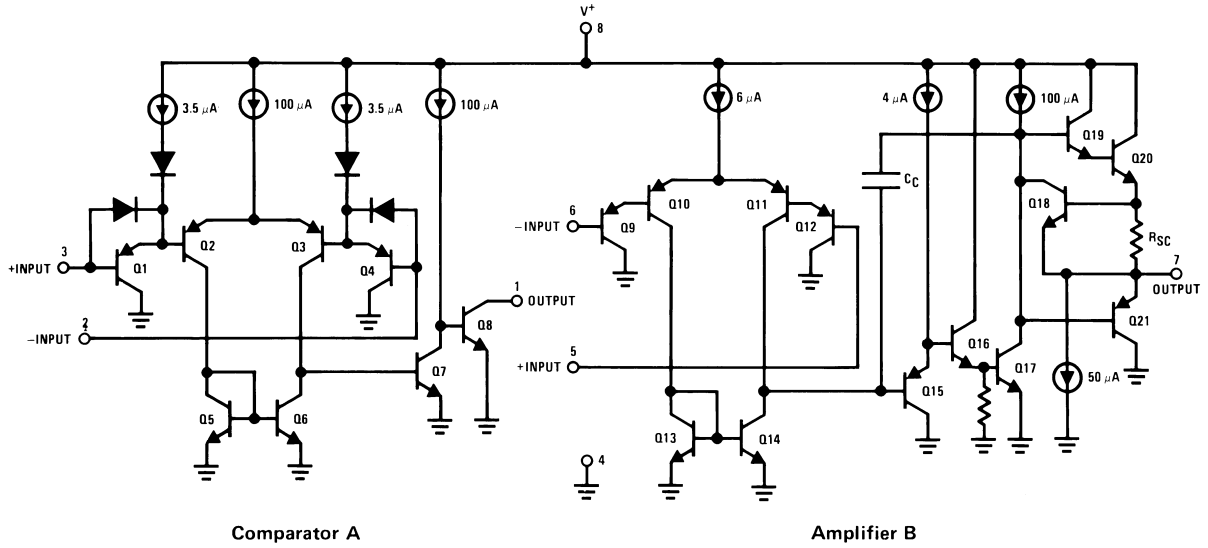 V+
8
3.5 μA
100 μA
3.5 μA
100 μA
6 μA
4 μA
100 μA
Q19
Q20
CC
Q18
Q10
Q11
6
−INPUT
Q9
Q12
RSC
7
OUTPUT
Q2
Q3
3
+INPUT
Q1
Q4
1
OUTPUT
2
−INPUT
Q8
Q21
5
+INPUT
Q16
Q7
Q17
50 μA
Q15
Q5
Q6
Q13
Q14
4
Comparator A
Amplifier B